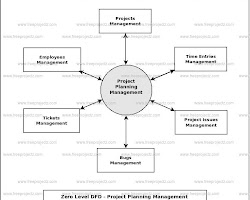 Projects
Management
Employees
Management
Time Entries
Management
Project
Planning
Management
Tickets
Management
Project Issues
Management
Bugs
Management
Zero Level DFD - Project Planning Management